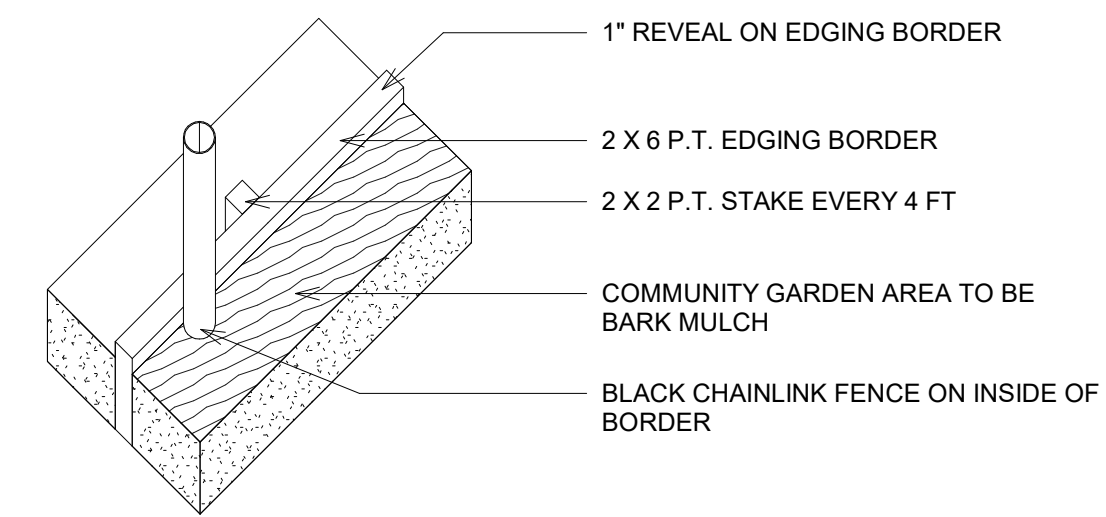 1" REVEAL ON EDGING BORDER
2 X 6 P.T. EDGING BORDER
2 X 2 P.T. STAKE EVERY 4 FT
COMMUNITY GARDEN AREA TO BE
BARK MULCH
BLACK CHAINLINK FENCE ON INSIDE OF
BORDER